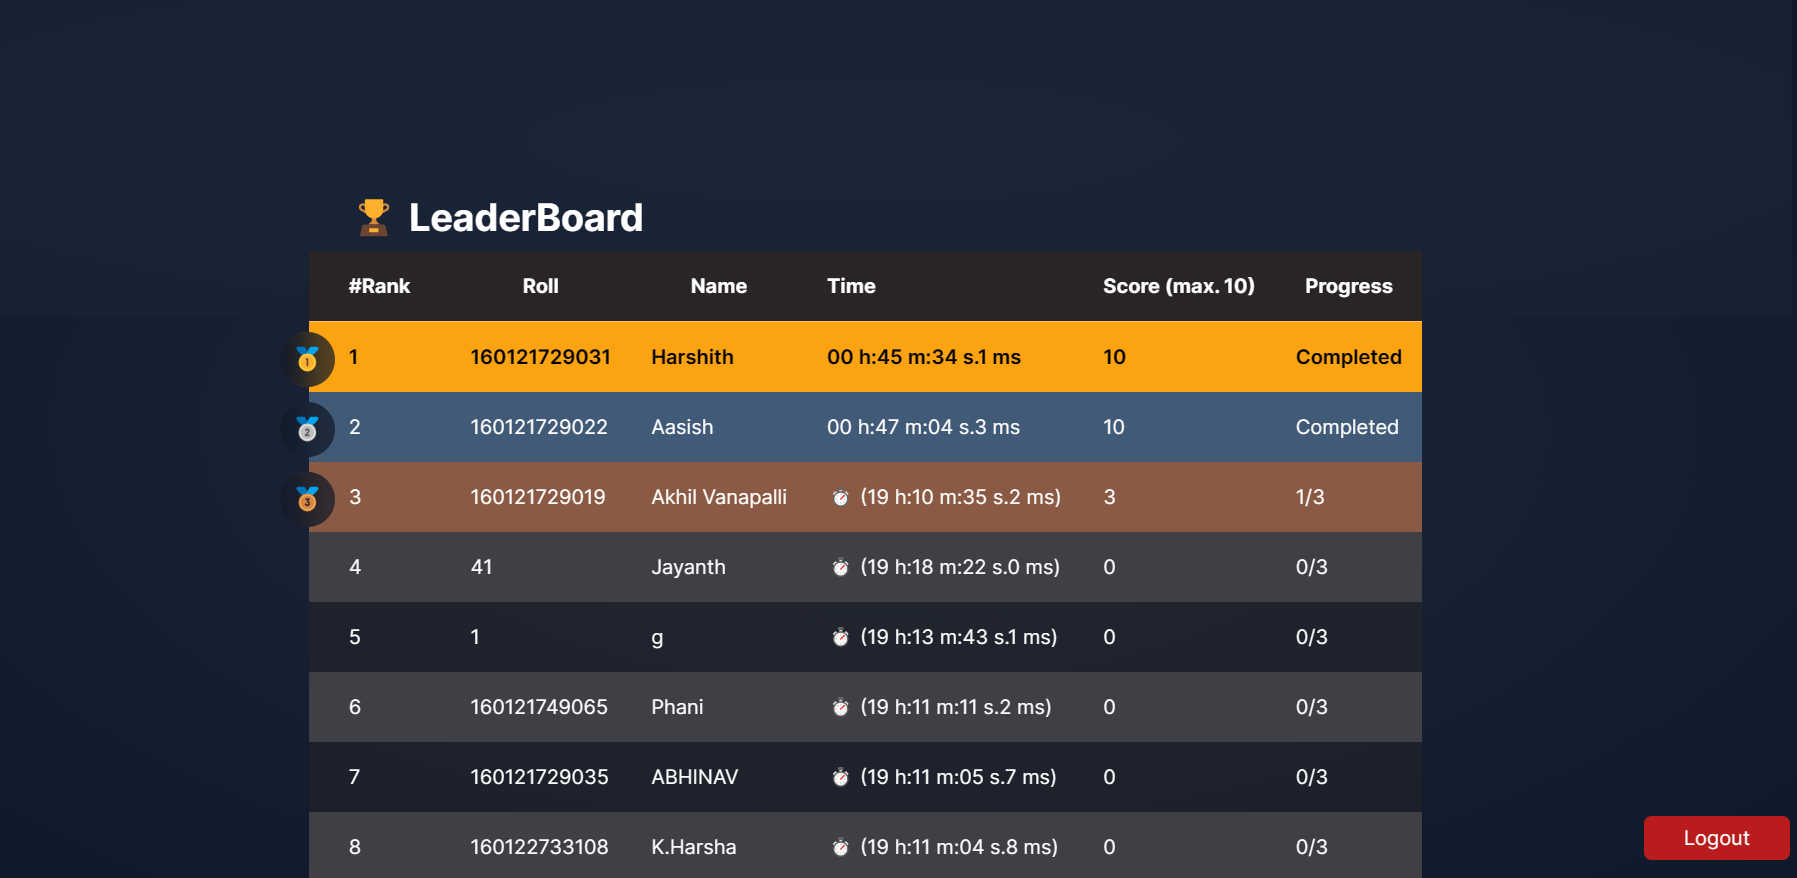 LeaderBoard
#Rank Roll Name Time Score (max. 10) Progress
1 160121729031 Harshith 00 h:45 m:34 s.1 ms 10 Completed
2 160121729022 Aasish 00 h:47 m:04 s.3 ms 10 Completed
3 160121729019 Akhil Vanapalli (19 h:10 m:35 s.2 ms) 3 1/3
4 41 Jayanth (19 h:18 m:22 s.0 ms) 0 0/3
5 1 g (19 h:13 m:43 s.1 ms) 0 0/3
6 160121749065 Phani (19 h:11 m:11 s.2 ms) 0 0/3
7 160121729035 ABHINAV (19 h:11 m:05 s.7 ms) 0 0/3
8 160122733108 K.Harsha (19 h:11 m:04 s.8 ms) 0 0/3
Logout